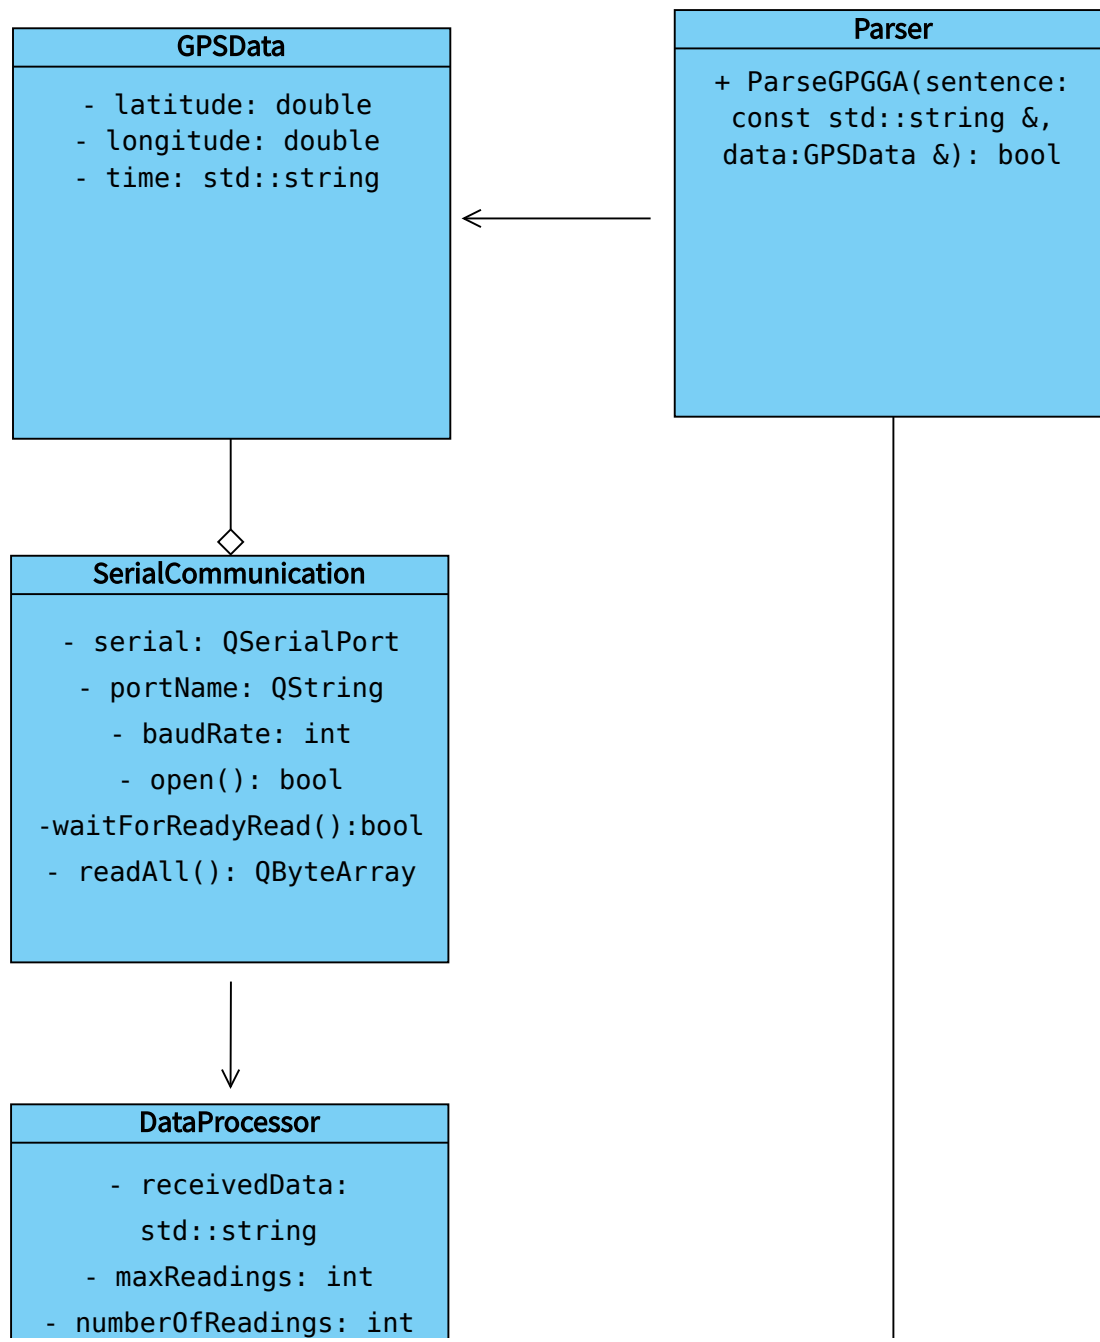 GPSData
- latitude: double
- longitude: double
- time: std::string
Parser
+ ParseGPGGA(sentence:
const std::string &,
data:GPSData &): bool
SerialCommunication
- serial: QSerialPort
- portName: QString
- baudRate: int
- open(): bool
-waitForReadyRead():bool
- readAll(): QByteArray
DataProcessor
- receivedData:
std::string
- maxReadings: int
- numberOfReadings: int